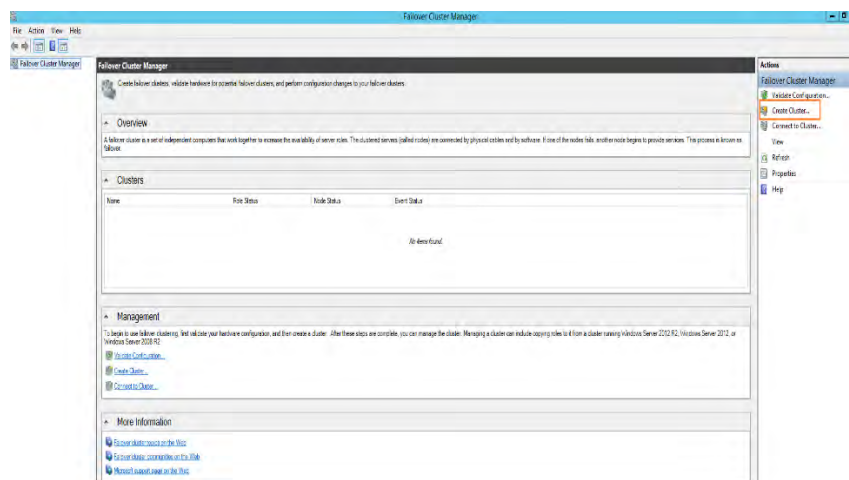 Failover Cluster Manager
File Action View Help
Failover Cluster Manager
Failover Cluster Manager
Create failover clusters, validate hardware for potential failover clusters, and perform configuration changes to your failover clusters.
Overview
A failover cluster is a set of independent computers that work together to increase the availability of server roles. The clustered servers (called nodes) are connected by physical cables and by software. If one of the nodes fails, another node begins to provide services. This process is known as
failover.
Clusters
Name Role Status Node Status Event Status
No items found.
Management
To begin to use failover clustering, first validate your hardware configuration, and then create a cluster. After these steps are complete, you can manage the cluster. Managing a cluster can include copying roles to it from a cluster running Windows Server 2012 R2, Windows Server 2012, or
Windows Server 2008 R2.
Validate Configuration...
Create Cluster...
Connect to Cluster...
More Information
Failover cluster topics on the Web
Failover cluster communities on the Web
Microsoft support page on the Web
Actions
Failover Cluster Manager
Validate Configuration...
Create Cluster...
Connect to Cluster...
View
Refresh
Properties
Help